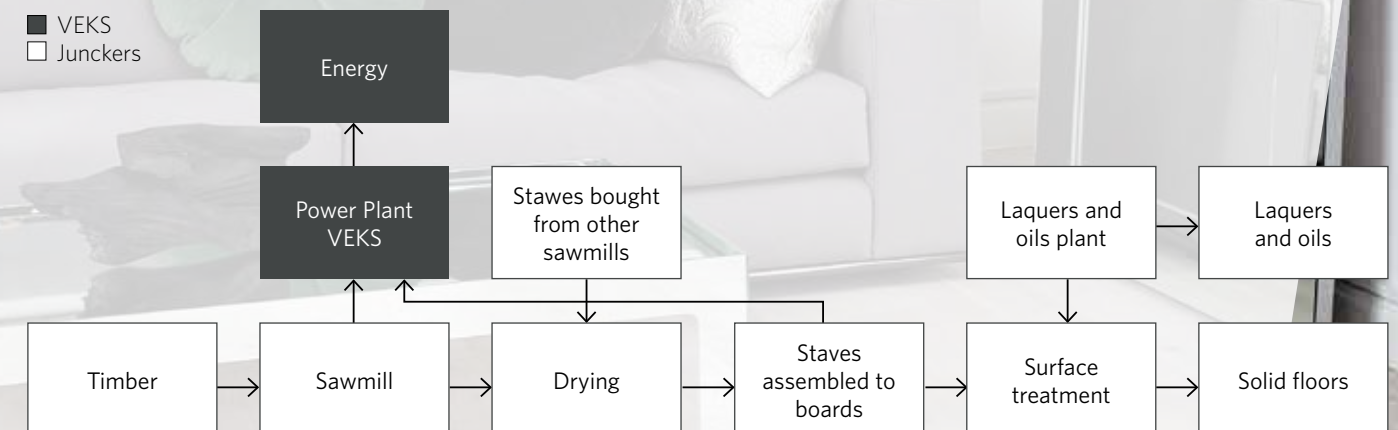 VEKS
Junckers
Energy
Power Plant
VEKS
Stawes bought
from other
sawmills
Laquers and
oils plant
Laquers
and oils
Timber
Sawmill
Drying
Staves
assembled to
boards
Surface
treatment
Solid floors